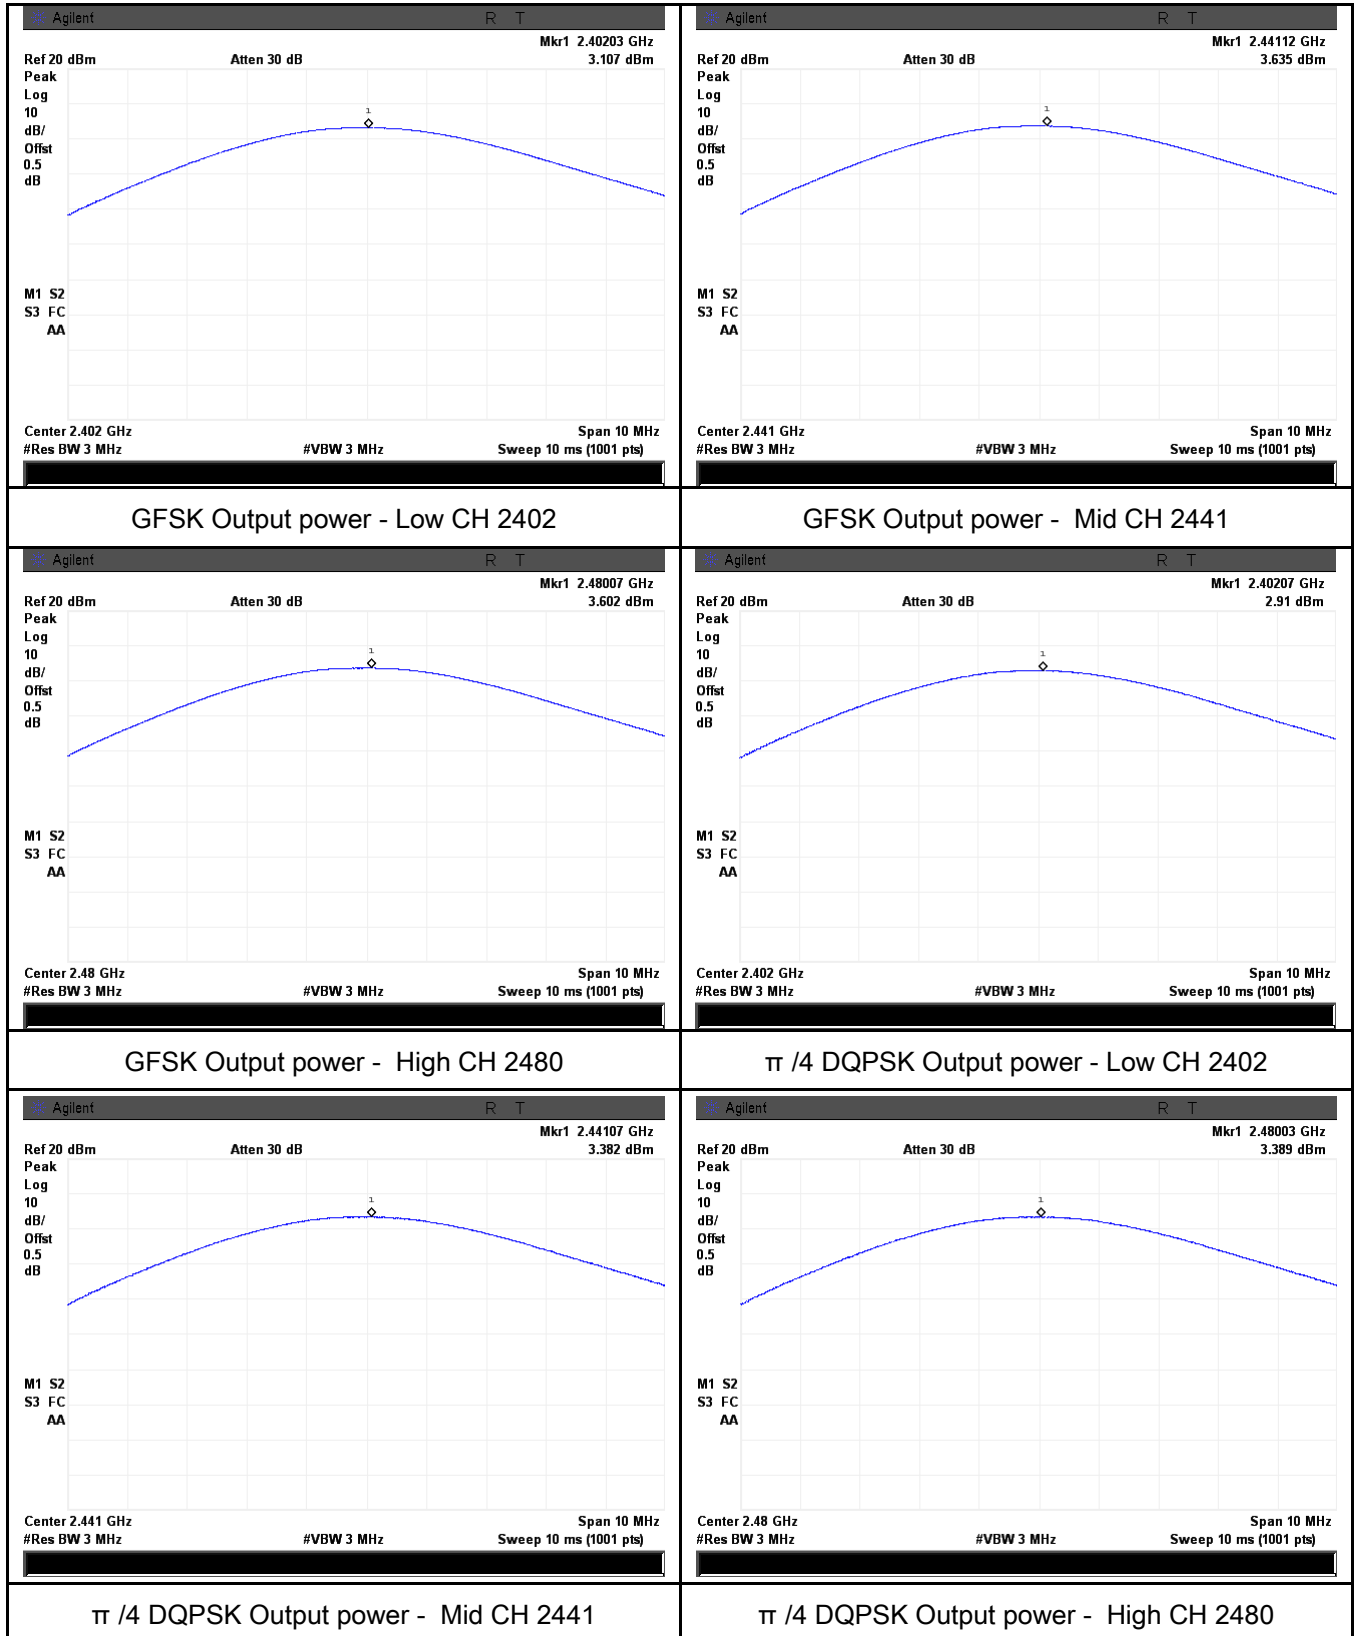 Agilent R T
Mkr1 2.40203 GHz
Ref 20 dBm Atten 30 dB 3.107 dBm
Peak
Log
10
dB/
Offst
0.5
dB
1
M1 S2
S3 FC
AA
Center 2.402 GHz Span 10 MHz
#Res BW 3 MHz #VBW 3 MHz Sweep 10 ms (1001 pts)
GFSK Output power - Low CH 2402
Agilent R T
Mkr1 2.44112 GHz
Ref 20 dBm Atten 30 dB 3.635 dBm
Peak
Log
10
dB/
Offst
0.5
dB
1
M1 S2
S3 FC
AA
Center 2.441 GHz Span 10 MHz
#Res BW 3 MHz #VBW 3 MHz Sweep 10 ms (1001 pts)
GFSK Output power - Mid CH 2441
Agilent R T
Mkr1 2.48007 GHz
Ref 20 dBm Atten 30 dB 3.602 dBm
Peak
Log
10
dB/
Offst
0.5
dB
1
M1 S2
S3 FC
AA
Center 2.48 GHz Span 10 MHz
#Res BW 3 MHz #VBW 3 MHz Sweep 10 ms (1001 pts)
GFSK Output power - High CH 2480
Agilent R T
Mkr1 2.40207 GHz
Ref 20 dBm Atten 30 dB 2.91 dBm
Peak
Log
10
dB/
Offst
0.5
dB
1
M1 S2
S3 FC
AA
Center 2.402 GHz Span 10 MHz
#Res BW 3 MHz #VBW 3 MHz Sweep 10 ms (1001 pts)
π /4 DQPSK Output power - Low CH 2402
Agilent R T
Mkr1 2.44107 GHz
Ref 20 dBm Atten 30 dB 3.382 dBm
Peak
Log
10
dB/
Offst
0.5
dB
1
M1 S2
S3 FC
AA
Center 2.441 GHz Span 10 MHz
#Res BW 3 MHz #VBW 3 MHz Sweep 10 ms (1001 pts)
π /4 DQPSK Output power - Mid CH 2441
Agilent R T
Mkr1 2.48003 GHz
Ref 20 dBm Atten 30 dB 3.389 dBm
Peak
Log
10
dB/
Offst
0.5
dB
1
M1 S2
S3 FC
AA
Center 2.48 GHz Span 10 MHz
#Res BW 3 MHz #VBW 3 MHz Sweep 10 ms (1001 pts)
π /4 DQPSK Output power - High CH 2480